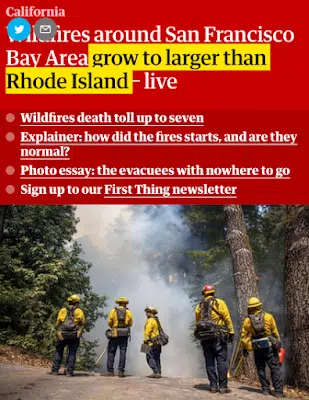 California
Wildfires around San Francisco
Bay Area grow to larger than
Rhode Island – live
Wildfires death toll up to seven
Explainer: how did the fires starts, and are they
normal?
Photo essay: the evacuees with nowhere to go
Sign up to our First Thing newsletter